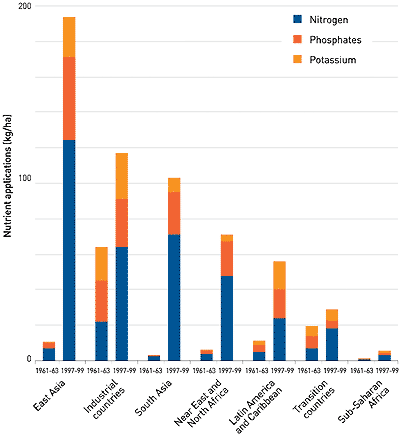 200
Nitrogen
Phosphates
Potassium
Nutrient applications (kg/ha)
100
0
1961-63 1997-99 1961-63 1997-99 1961-63 1997-99 1961-63 1997-99 1961-63 1997-99 1961-63 1997-99 1961-63 1997-99
East Asia
Industrial
countries
South Asia
Near East and
North Africa
Latin America
and Caribbean
Transition
countries
Sub-Saharan
Africa